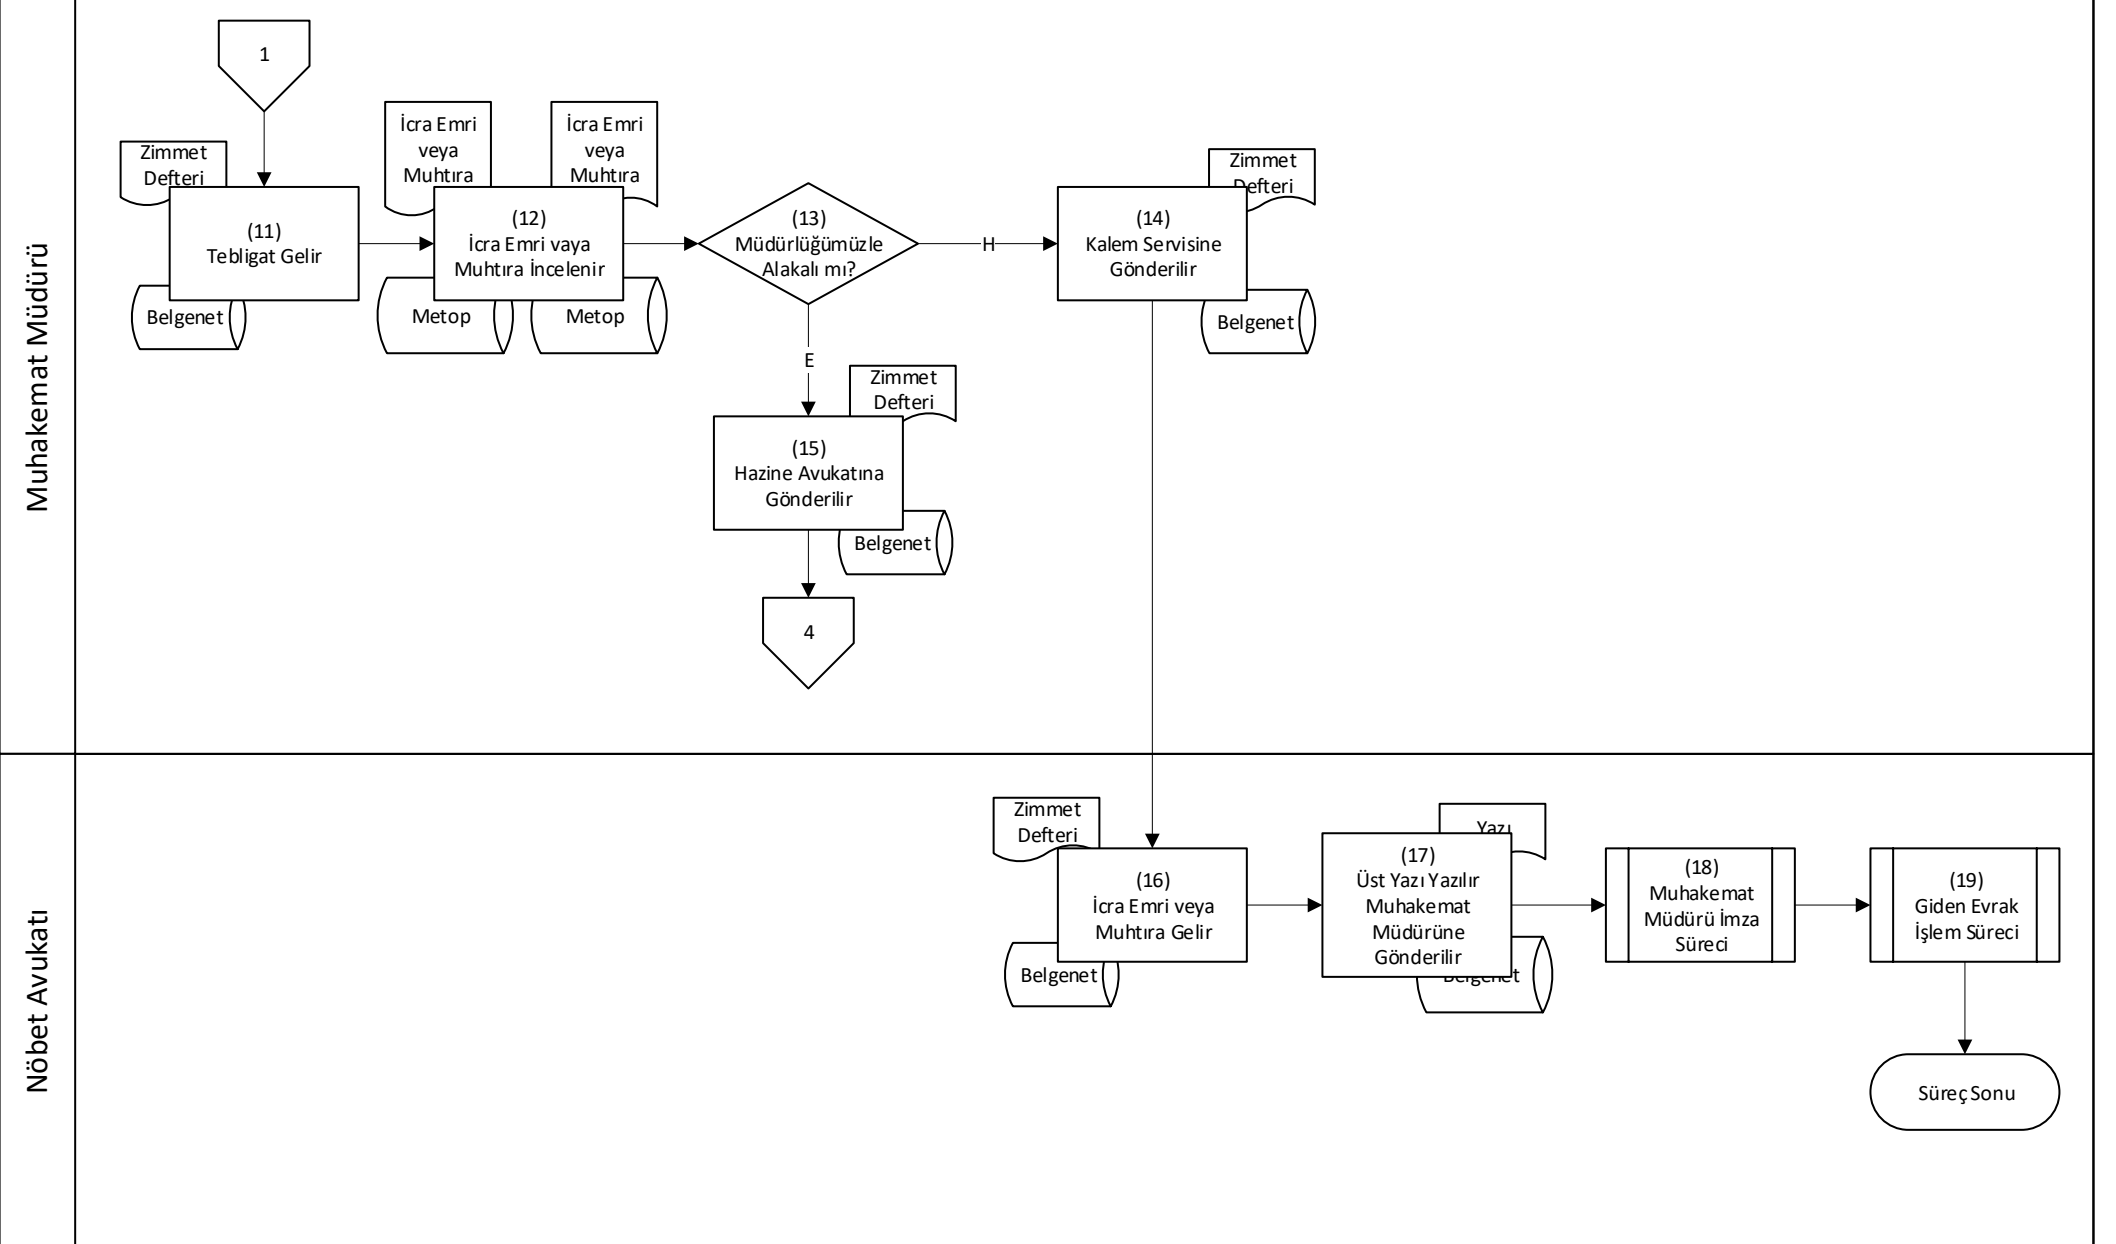 Muhakemat Müdürü
1
Zimmet
Defteri
(11)
Tebligat Gelir
Belgenet
İcra Emri
veya
Muhtıra
İcra Emri
veya
Muhtıra
(12)
İcra Emri vaya
Muhtıra İncelenir
Metop
Metop
(13)
Müdürlüğümüzle
Alakalı mı?
H
E
Zimmet
Defteri
(14)
Kalem Servisine
Gönderilir
Belgenet
Zimmet
Defteri
(15)
Hazine Avukatına
Gönderilir
Belgenet
4
Nöbet Avukatı
Zimmet
Defteri
(16)
İcra Emri veya
Muhtıra Gelir
Belgenet
Yazı
(17)
Üst Yazı Yazılır
Muhakemat
Müdürüne
Gönderilir
Belgenet
(18)
Muhakemat
Müdürü İmza
Süreci
(19)
Giden Evrak
İşlem Süreci
Süreç Sonu